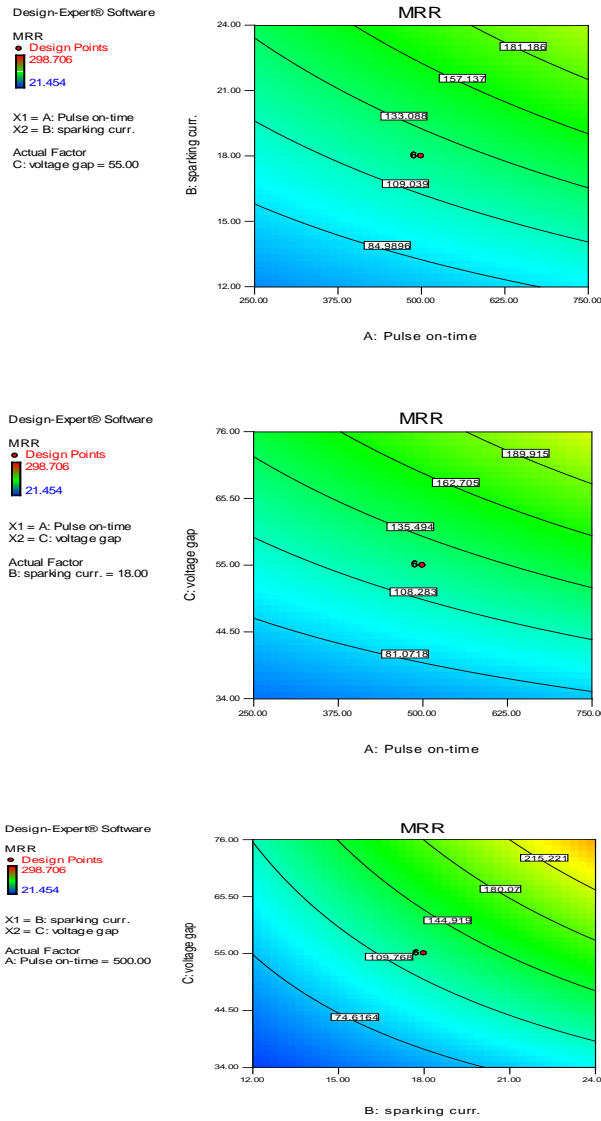 Design-Expert® Software
MRR
Design Points
298.706
21.454
X1 = A: Pulse on-time
X2 = B: sparking curr.
Actual Factor
C: voltage gap = 55.00
MRR
24.00
21.00
18.00
15.00
12.00
B: sparking curr.
181.186
157.137
133.088
6
109.039
84.9896
250.00 375.00 500.00 625.00 750.00
A: Pulse on-time
Design-Expert® Software
MRR
Design Points
298.706
21.454
X1 = A: Pulse on-time
X2 = C: voltage gap
Actual Factor
B: sparking curr. = 18.00
MRR
76.00
65.50
55.00
44.50
34.00
C: voltage gap
189.915
162.705
135.494
6
108.283
81.0718
250.00 375.00 500.00 625.00 750.00
A: Pulse on-time
Design-Expert® Software
MRR
Design Points
298.706
21.454
X1 = B: sparking curr.
X2 = C: voltage gap
Actual Factor
A: Pulse on-time = 500.00
MRR
76.00
65.50
55.00
44.50
34.00
C: voltage gap
215.221
180.07
144.919
6
109.768
74.6164
12.00 15.00 18.00 21.00 24.00
B: sparking curr.